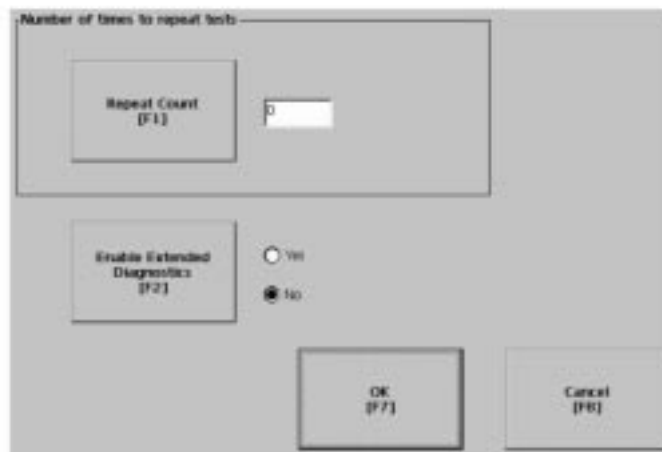 Number of times to repeat tests
Repeat Count
[F1]
0
Enable Extended
Diagnostics
[F2]
Yes
No
OK
[F7]
Cancel
[F8]